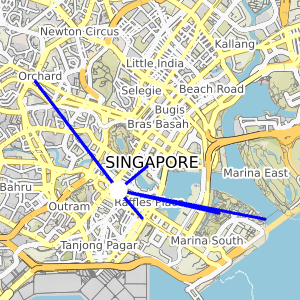 Newton Circus
Kallang
Little India
Orchard
Selegie
Beach Road
Bugis
Bras Basah
SINGAPORE
Marina East
Bahru
Raffles Place
Outram
Marina South
Tanjong Pagar